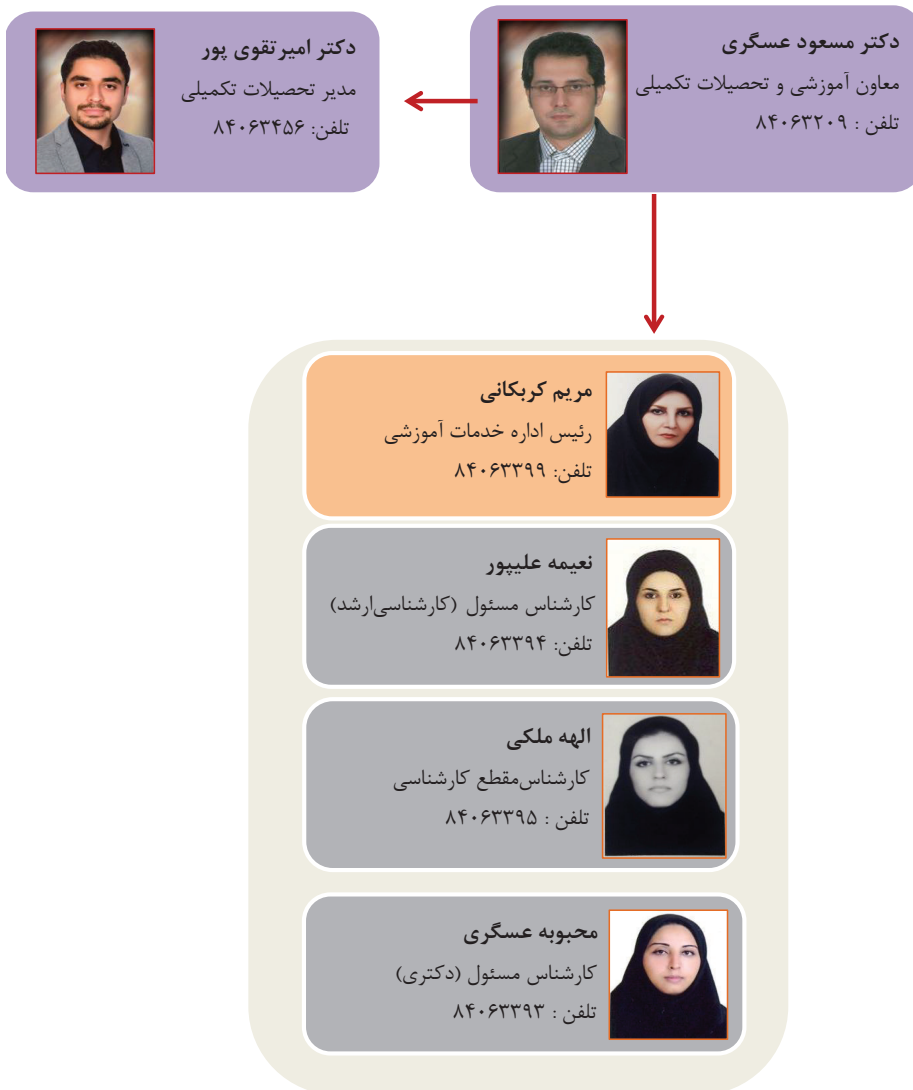 دکتر مسعود عسگری
معاون آموزشی و تحصیلات تکمیلی
تلفن : ۸۴۰۶۳۲۰۹
دکتر امیرتقوی پور
مدیر تحصیلات تکمیلی
تلفن: ۸۴۰۶۳۴۵۶
مریم کربکانی
رئیس اداره خدمات آموزشی
تلفن: ۸۴۰۶۳۳۹۹
نعیمه علیپور
کارشناس مسئول (کارشناسی‌ارشد)
تلفن: ۸۴۰۶۳۳۹۴
الهه ملکی
کارشناس‌مقطع کارشناسی
تلفن : ۸۴۰۶۳۳۹۵
محبوبه عسگری
کارشناس مسئول (دکتری)
تلفن : ۸۴۰۶۳۳۹۳